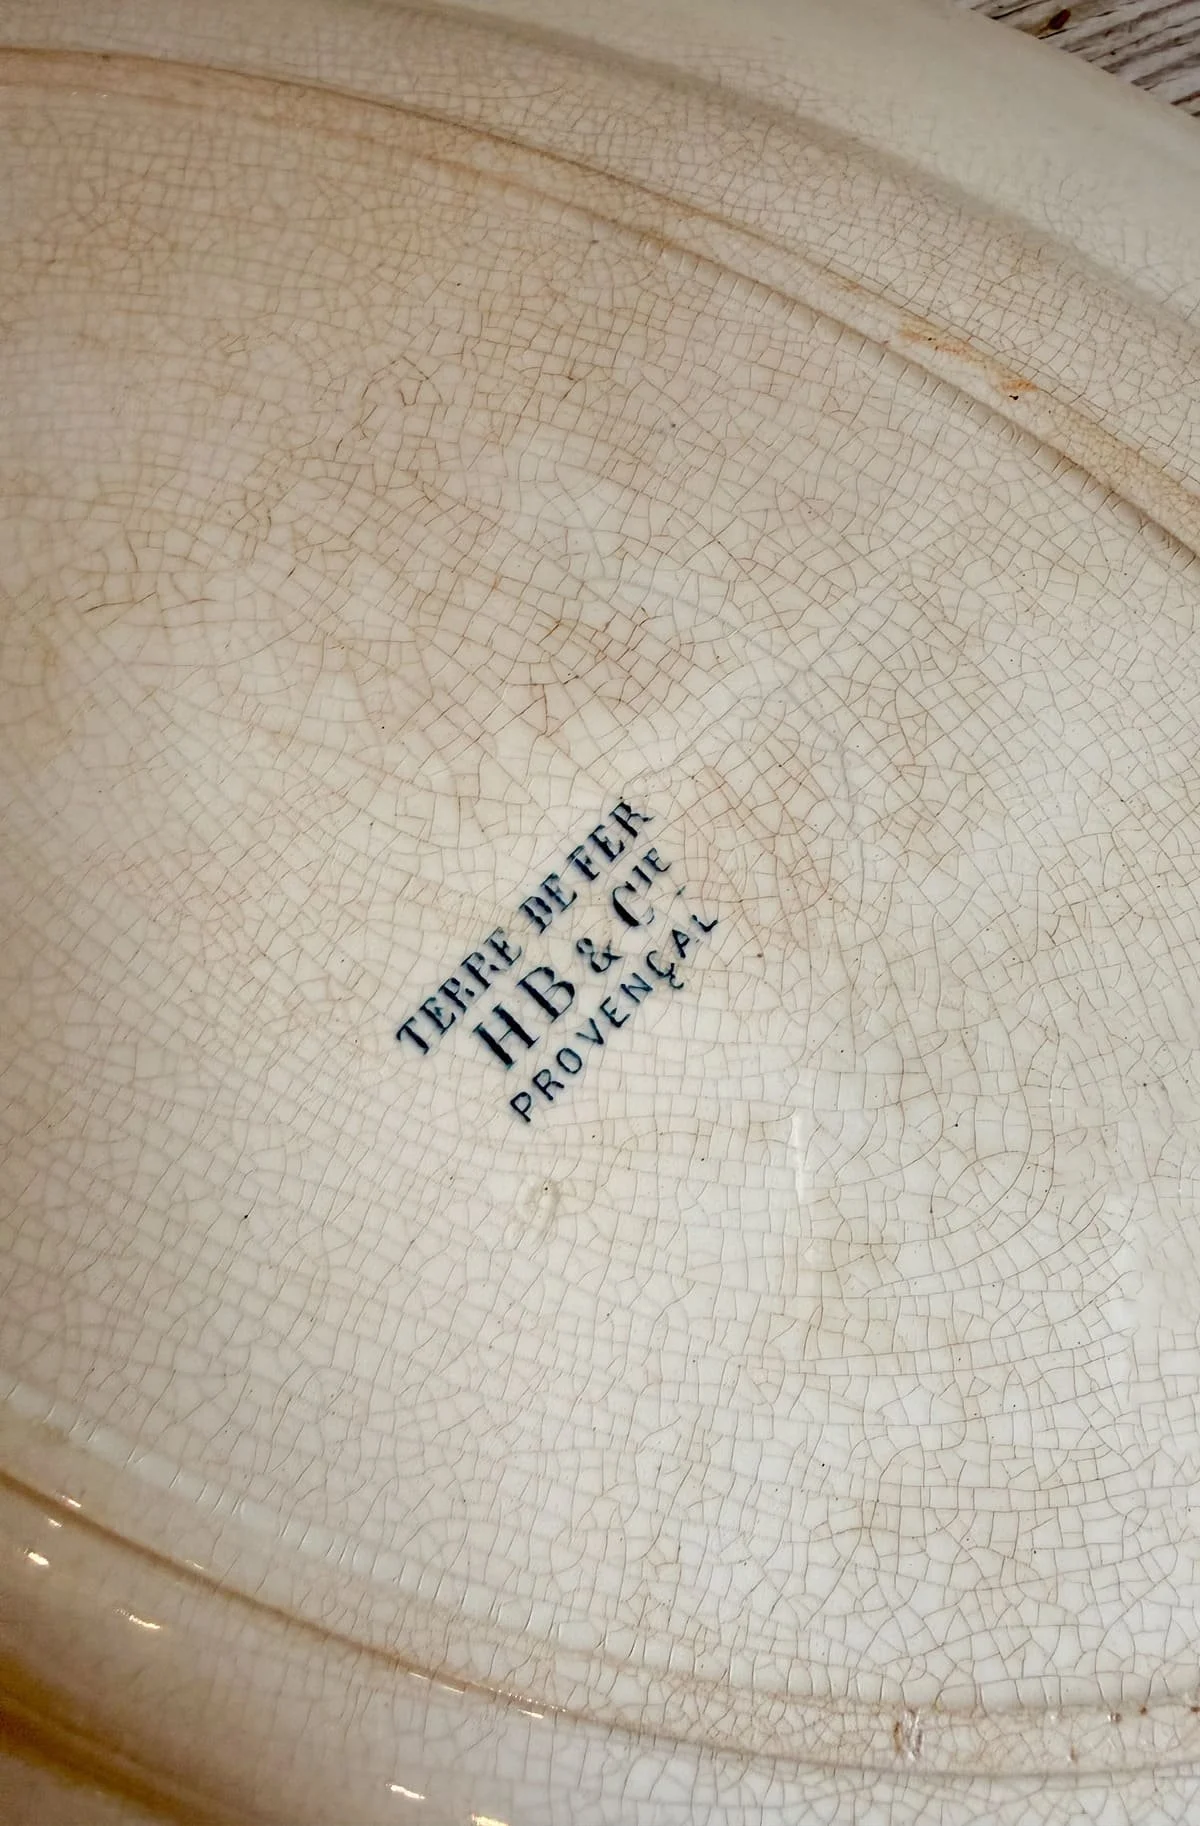 TERRE DE FER
HB & CIE
PROVENÇAL